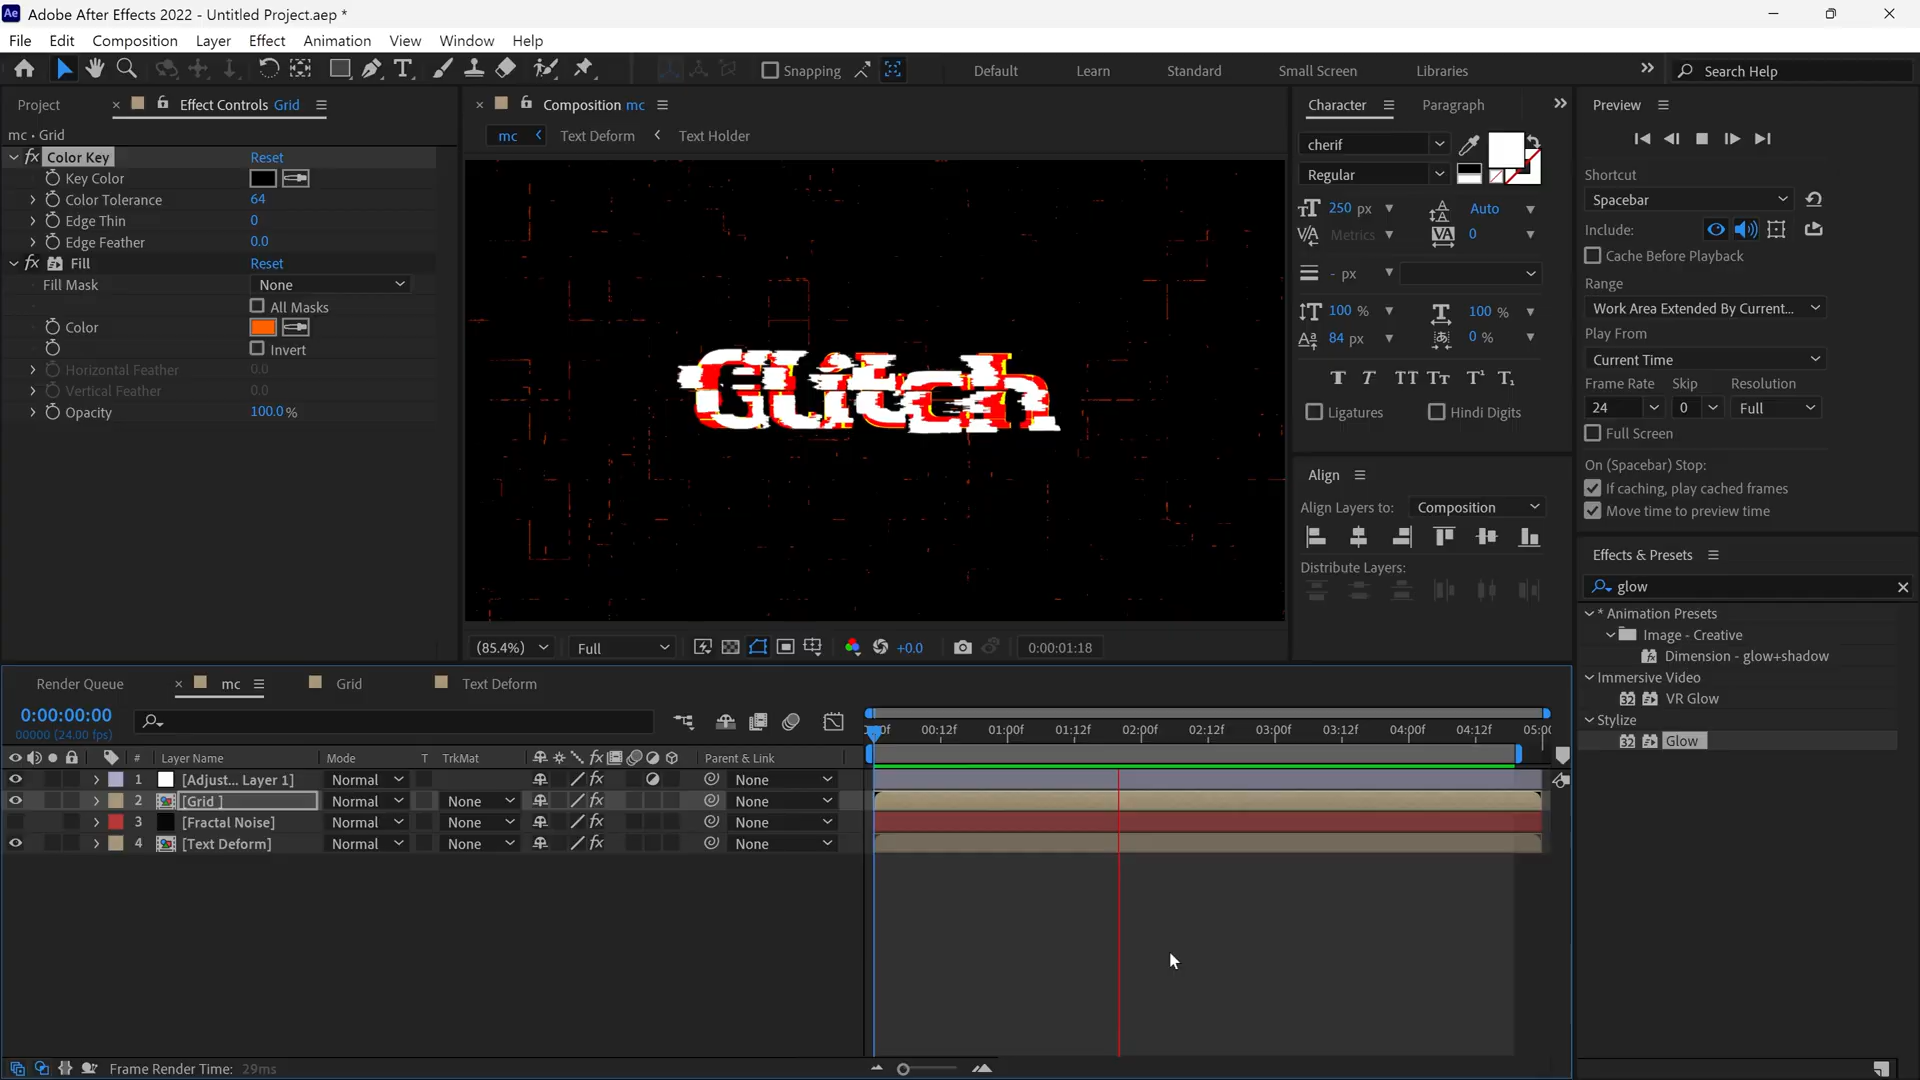 Ae Adobe After Effects 2022 - Untitled Project.aep *
File Edit Composition Layer Effect Animation View Window Help
Snapping Default Learn Standard Small Screen Libraries Search Help
Project Effect Controls Grid
mc • Grid
fx Color Key Reset
Key Color
Color Tolerance 64
Edge Thin 0
Edge Feather 0.0
fx Fill Reset
Fill Mask None
All Masks
Color
Invert
Horizontal Feather 0.0
Vertical Feather 0.0
Opacity 100.0 %
Composition mc
mc Text Deform Text Holder
Glitch
(85.4%) Full +0.0 0:00:01:18
Character Paragraph
cherif
Regular
250 px Auto
Metrics 0
- px
100 % 100 %
84 px 0 %
Ligatures Hindi Digits
Align
Align Layers to: Composition
Distribute Layers:
Preview
Shortcut
Spacebar
Include:
Cache Before Playback
Range
Work Area Extended By Current...
Play From
Current Time
Frame Rate Skip Resolution
24 0 Full
Full Screen
On (Spacebar) Stop:
If caching, play cached frames
Move time to preview time
Effects & Presets
glow
* Animation Presets
Image - Creative
Dimension - glow+shadow
Immersive Video
32 VR Glow
Stylize
32 Glow
Render Queue mc Grid Text Deform
0:00:00:00
00000 (24.00 fps)
00:12f 01:00f 01:12f 02:00f 02:12f 03:00f 03:12f 04:00f 04:12f
# Layer Name Mode T TrkMat fx Parent & Link
1 [Adjust... Layer 1] Normal fx None
2 [Grid ] Normal None fx None
3 [Fractal Noise] Normal None fx None
4 [Text Deform] Normal None fx None
Frame Render Time: 29ms